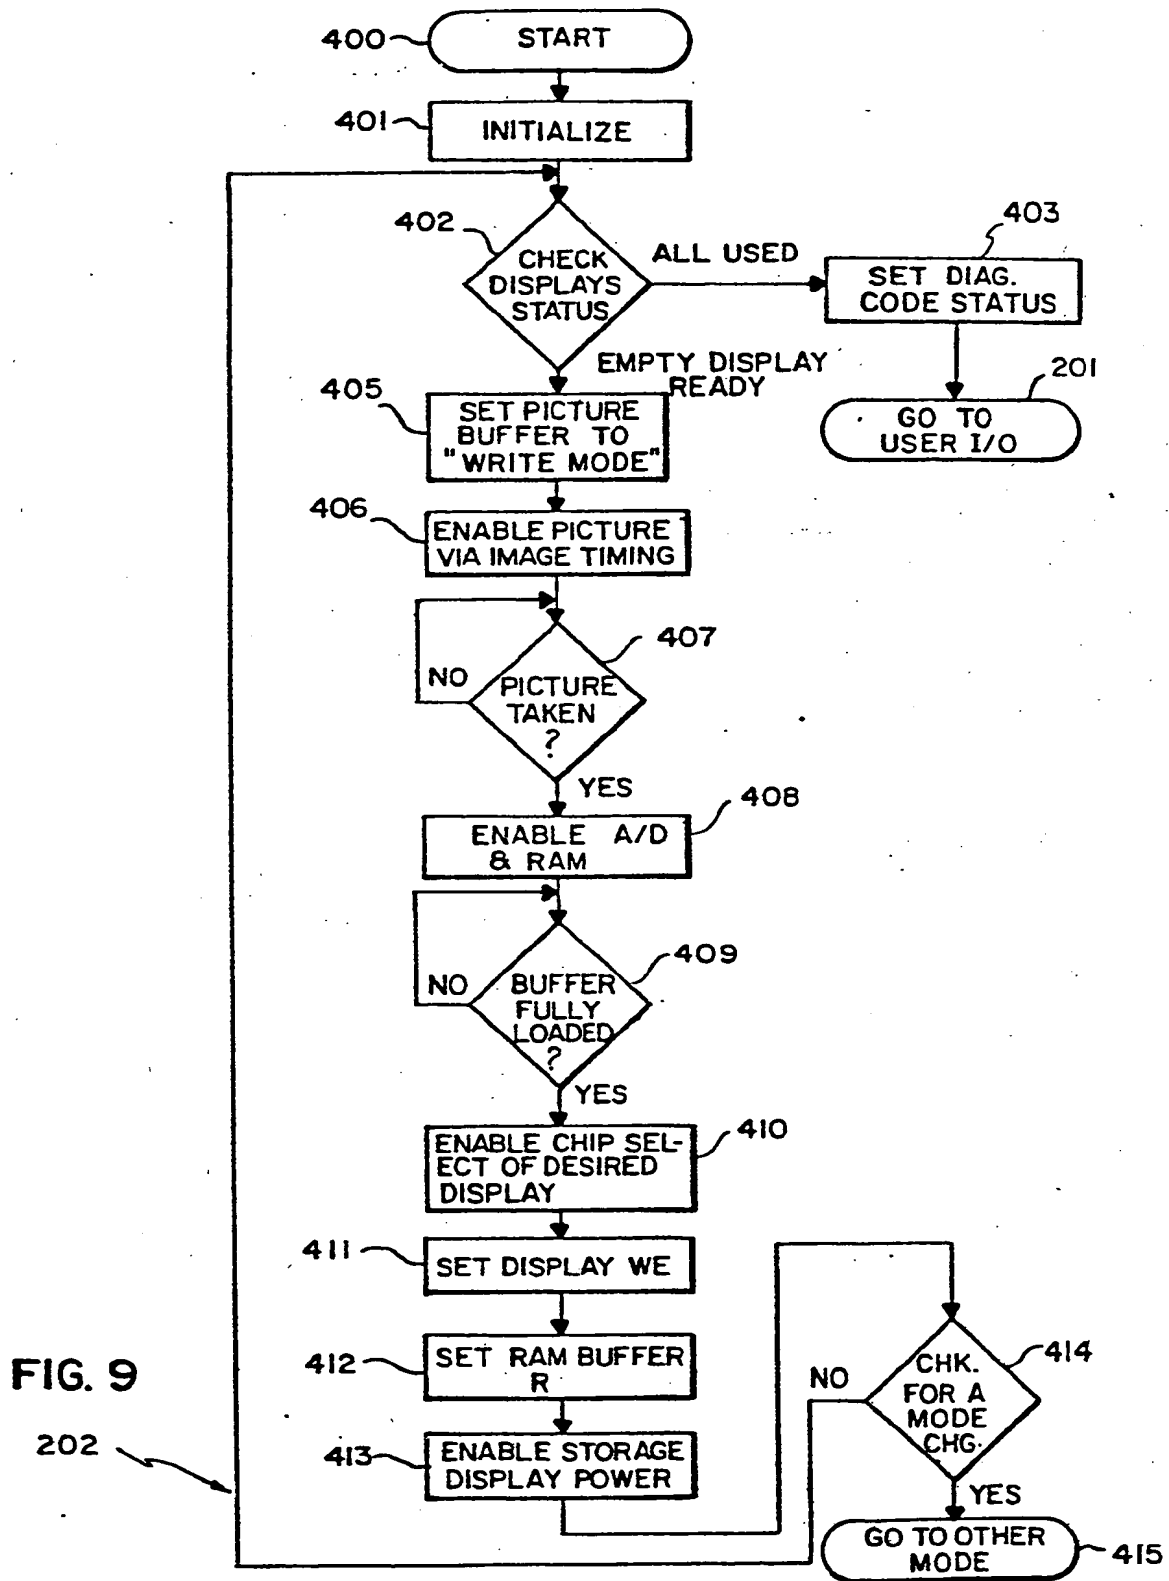 400
START
401
INITIALIZE
402
CHECK
DISPLAYS
STATUS
ALL USED
403
SET DIAG.
CODE STATUS
EMPTY DISPLAY
READY
201
GO TO
USER I/O
405
SET PICTURE
BUFFER TO
"WRITE MODE"
406
ENABLE PICTURE
VIA IMAGE TIMING
407
NO
PICTURE
TAKEN
?
YES
408
ENABLE A/D
& RAM
409
NO
BUFFER
FULLY
LOADED
?
YES
410
ENABLE CHIP SEL-
ECT OF DESIRED
DISPLAY
411
SET DISPLAY WE
412
SET RAM BUFFER
R
413
ENABLE STORAGE
DISPLAY POWER
414
NO
CHK.
FOR A
MODE
CHG.
YES
GO TO OTHER
MODE
415
FIG. 9
202